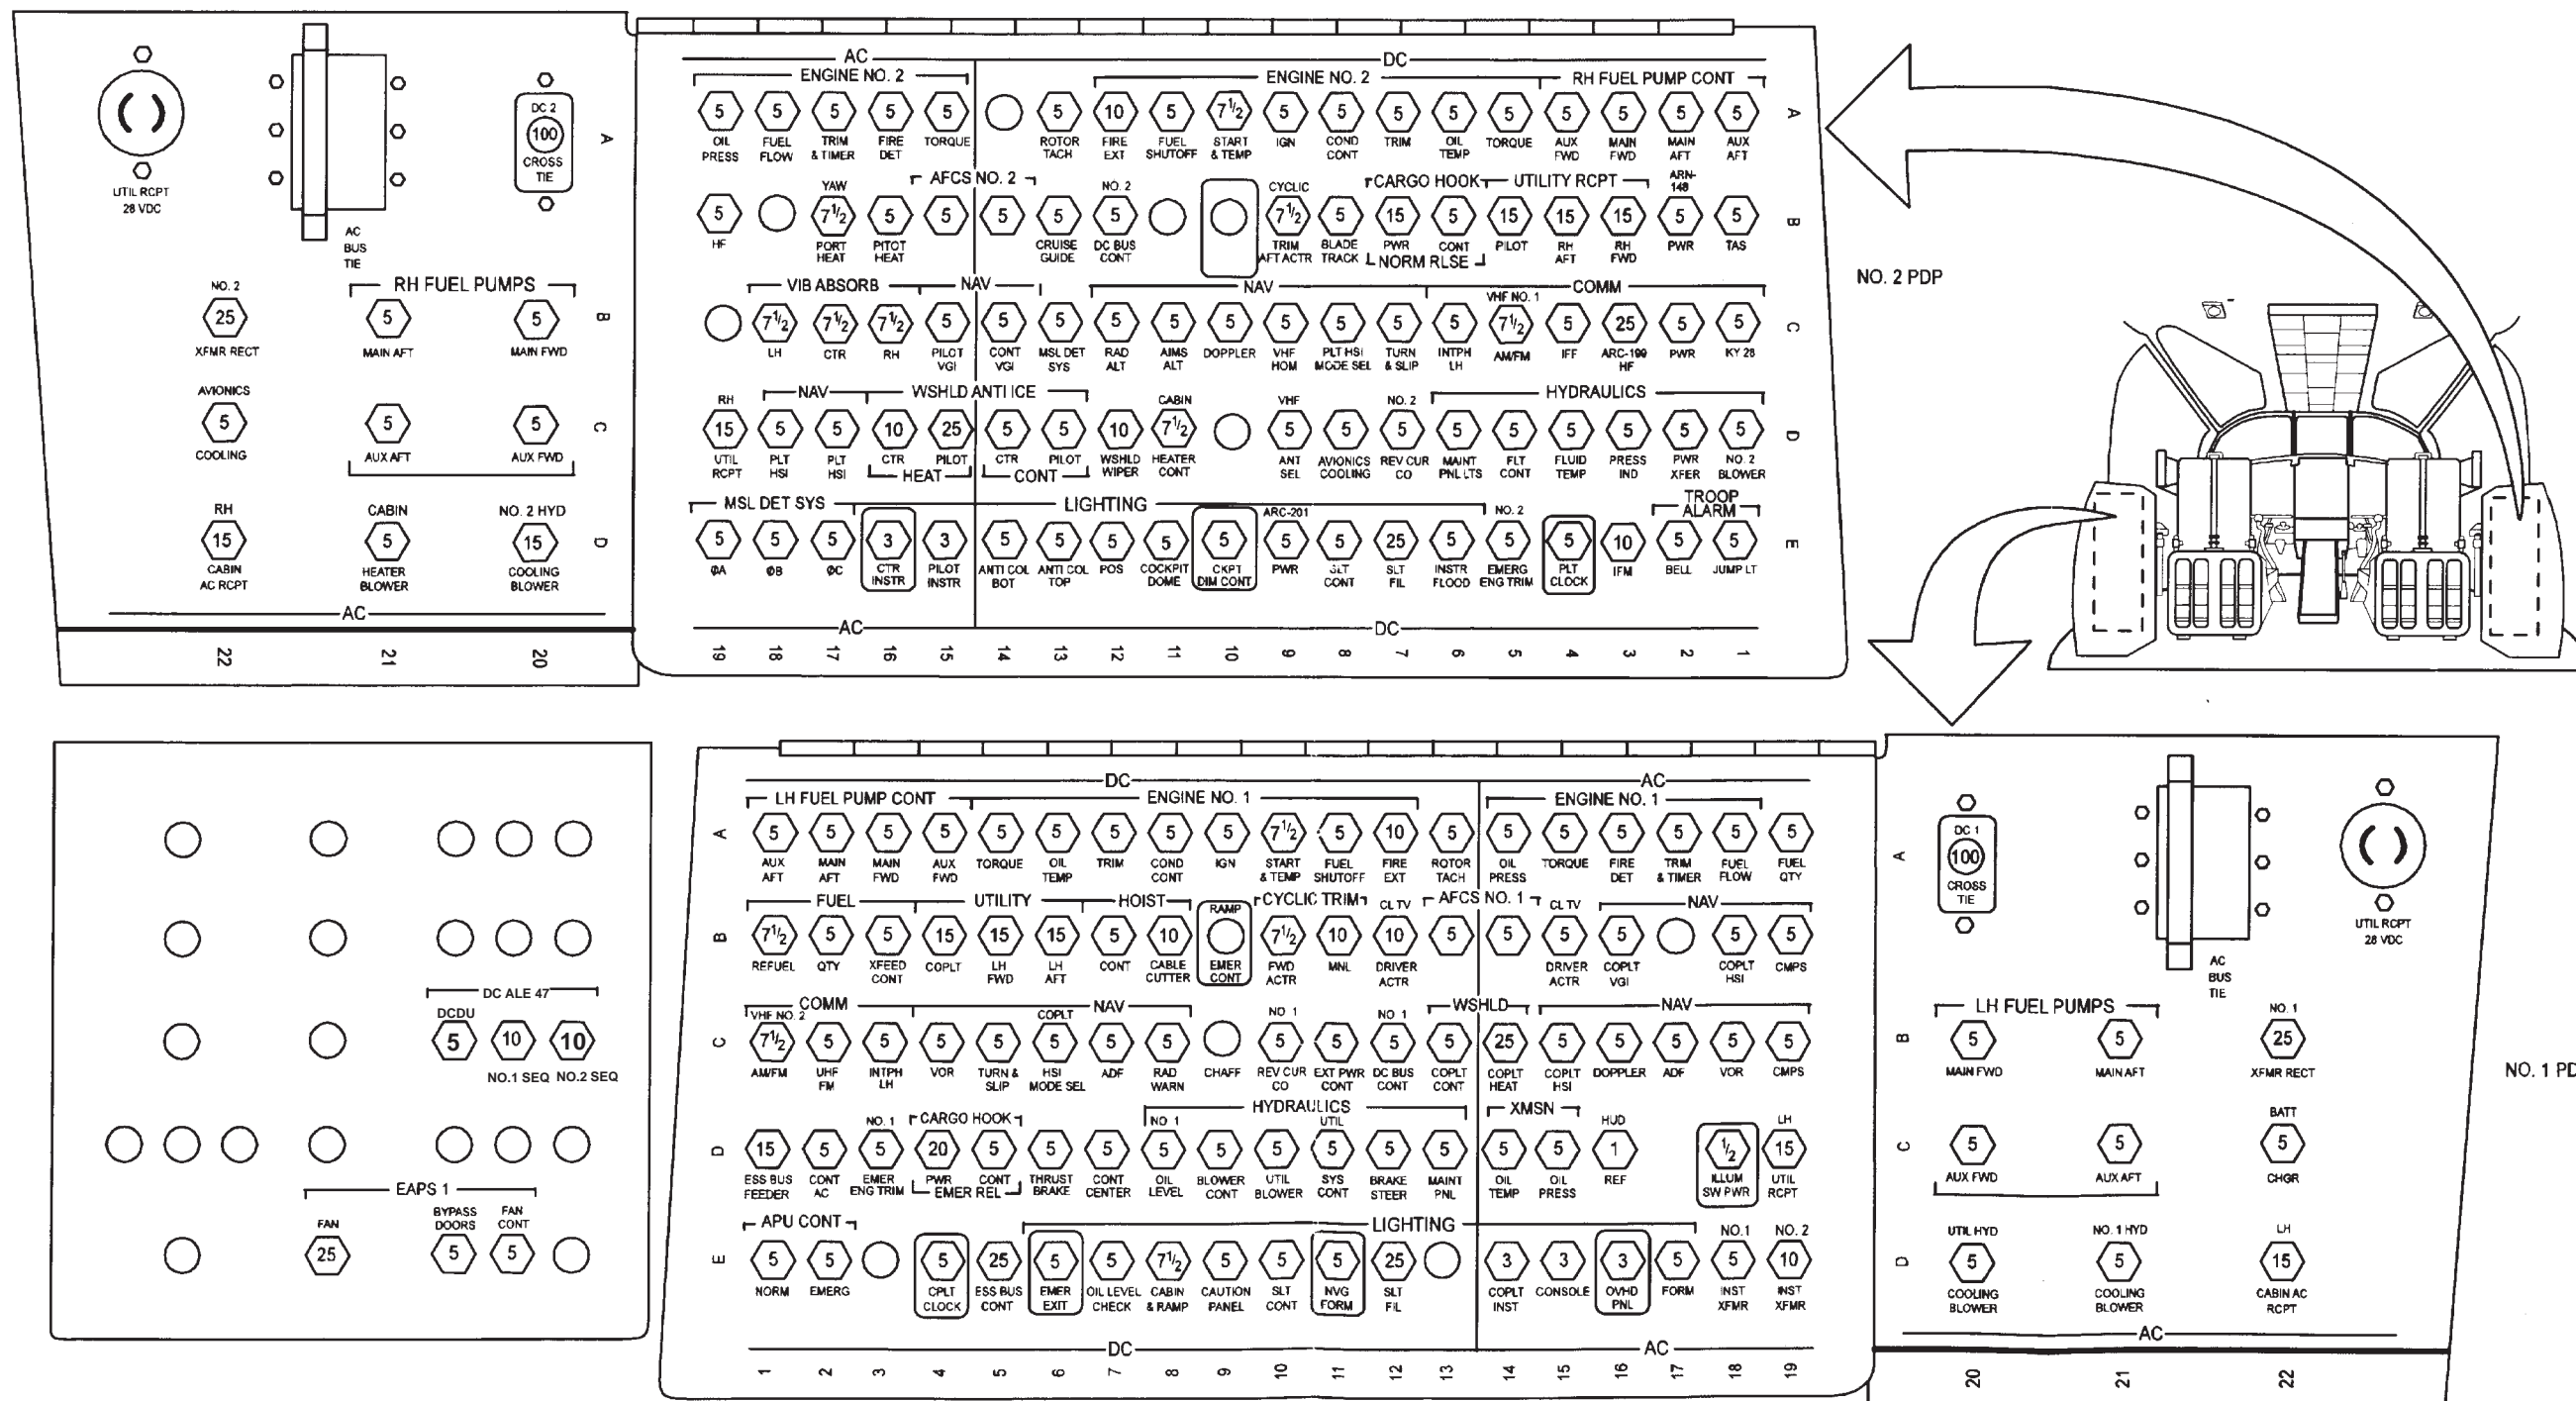 AC DC
ENGINE NO. 2 ENGINE NO. 2 RH FUEL PUMP CONT
DC 2
100
CROSS
TIE
A
UTIL RCPT
28 VDC
AC
BUS
TIE
5 5 5 5 5 5 10 5 7 1/2 5 5 5 5 5 5 5 5 5 A
OIL PRESS
FUEL FLOW
TRIM & TIMER
FIRE DET
TORQUE
ROTOR TACH
FIRE EXT
FUEL SHUTOFF
START & TEMP
IGN
COND CONT
TRIM
OIL TEMP
TORQUE
AUX FWD
MAIN FWD
MAIN AFT
AUX AFT
YAW AFCS NO. 2 NO. 2 CYCLIC CARGO HOOK UTILITY RCPT ARN-148
5 7 1/2 5 5 5 5 5 7 1/2 5 15 5 15 15 15 5 5 B
HF
PORT HEAT
PITOT HEAT
CRUISE GUIDE
DC BUS CONT
TRIM AFT ACTR
BLADE TRACK
PWR
CONT
NORM RLSE
PILOT
RH AFT
RH FWD
PWR
TAS
NO. 2 PDP
NO. 2 RH FUEL PUMPS
25 5 5 B
XFMR RECT MAIN AFT MAIN FWD
VIB ABSORB NAV NAV VHF NO. 1 COMM
7 1/2 7 1/2 7 1/2 5 5 5 5 5 5 5 5 5 5 7 1/2 5 25 5 5 C
LH
CTR
RH
PILOT VGI
CONT VGI
MSL DET SYS
RAD ALT
AIMS ALT
DOPPLER
VHF HOM
PLT HSI MODE SEL
TURN & SLIP
INTPH LH
AM/FM
IFF
ARC-199 HF
PWR
KY 28
AVIONICS
5 5 5 C
COOLING AUX AFT AUX FWD
RH NAV WSHLD ANTI ICE CABIN VHF NO. 2 HYDRAULICS
15 5 5 10 25 5 5 10 7 1/2 5 5 5 5 5 5 5 5 5 D
UTIL RCPT
PLT HSI
PLT HSI
CTR
PILOT
HEAT
CTR
PILOT
CONT
WSHLD WIPER
HEATER CONT
ANT SEL
AVIONICS COOLING
REV CUR CO
MAINT PNL LTS
FLT CONT
FLUID TEMP
PRESS IND
PWR XFER
NO. 2 BLOWER
RH CABIN NO. 2 HYD
15 5 15 D
CABIN AC RCPT
HEATER BLOWER
COOLING BLOWER
AC
MSL DET SYS LIGHTING ARC-201 NO. 2 TROOP ALARM
5 5 5 3 3 5 5 5 5 5 5 5 25 5 5 5 10 5 5 E
ØA
ØB
ØC
CTR INSTR
PILOT INSTR
ANTI COL BOT
ANTI COL TOP
POS
COCKPIT DOME
CKPT DIM CONT
PWR
SLT CONT
SLT FIL
INSTR FLOOD
EMERG ENG TRIM
PLT CLOCK
IFM
BELL
JUMP LT
AC DC
22 21 20 19 18 17 16 15 14 13 12 11 10 9 8 7 6 5 4 3 2 1
DC ALE 47
DCDU
5 10 10
NO.1 SEQ NO.2 SEQ
EAPS 1
FAN
BYPASS DOORS
FAN CONT
25 5 5
DC AC
LH FUEL PUMP CONT ENGINE NO. 1 ENGINE NO. 1
A 5 5 5 5 5 5 5 5 5 7 1/2 5 10 5 5 5 5 5 5 5
AUX AFT
MAIN AFT
MAIN FWD
AUX FWD
TORQUE
OIL TEMP
TRIM
COND CONT
IGN
START & TEMP
FUEL SHUTOFF
FIRE EXT
ROTOR TACH
OIL PRESS
TORQUE
FIRE DET
TRIM & TIMER
FUEL FLOW
FUEL QTY
FUEL UTILITY HOIST RAMP CYCLIC TRIM CL TV AFCS NO. 1 CL TV NAV
B 7 1/2 5 5 15 15 15 5 10 7 1/2 10 10 5 5 5 5 5 5
REFUEL
QTY
XFEED CONT
COPLT
LH FWD
LH AFT
CONT
CABLE CUTTER
EMER CONT
FWD ACTR
MNL
DRIVER ACTR
DRIVER ACTR
COPLT VGI
COPLT HSI
CMPS
VHF NO. 2 COMM COPLT NAV NO. 1 NO. 1 WSHLD NAV
C 7 1/2 5 5 5 5 5 5 5 5 5 5 5 25 5 5 5 5 5
AM/FM
UHF FM
INTPH LH
VOR
TURN & SLIP
HSI MODE SEL
ADF
RAD WARN
CHAFF
REV CUR CO
EXT PWR CONT
DC BUS CONT
COPLT CONT
COPLT HEAT
COPLT HSI
DOPPLER
ADF
VOR
CMPS
NO. 1 CARGO HOOK NO. 1 HYDRAULICS UTIL XMSN HUD LH
D 15 5 5 20 5 5 5 5 5 5 5 5 5 5 5 1 1/2 15
ESS BUS FEEDER
CONT AC
EMER ENG TRIM
PWR
CONT
EMER REL
THRUST BRAKE
CONT CENTER
OIL LEVEL
BLOWER CONT
UTIL BLOWER
SYS CONT
BRAKE STEER
MAINT PNL
OIL TEMP
OIL PRESS
REF
ILLUM SW PWR
UTIL RCPT
APU CONT LIGHTING NO.1 NO. 2
E 5 5 5 25 5 5 7 1/2 5 5 5 25 3 3 3 5 5 10
NORM
EMERG
CPLT CLOCK
ESS BUS CONT
EMER EXIT
OIL LEVEL CHECK
CABIN & RAMP
CAUTION PANEL
SLT CONT
NVG FORM
SLT FIL
COPLT INST
CONSOLE
OVHD PNL
FORM
INST XFMR
INST XFMR
DC AC
1 2 3 4 5 6 7 8 9 10 11 12 13 14 15 16 17 18 19
A
DC 1
100
CROSS
TIE
AC
BUS
TIE
UTIL RCPT
28 VDC
LH FUEL PUMPS NO. 1
B 5 5 25
MAIN FWD MAIN AFT XFMR RECT
NO. 1 PD
BATT
C 5 5 5
AUX FWD AUX AFT CHGR
UTIL HYD NO. 1 HYD LH
D 5 5 15
COOLING BLOWER
COOLING BLOWER
CABIN AC RCPT
AC
20 21 22